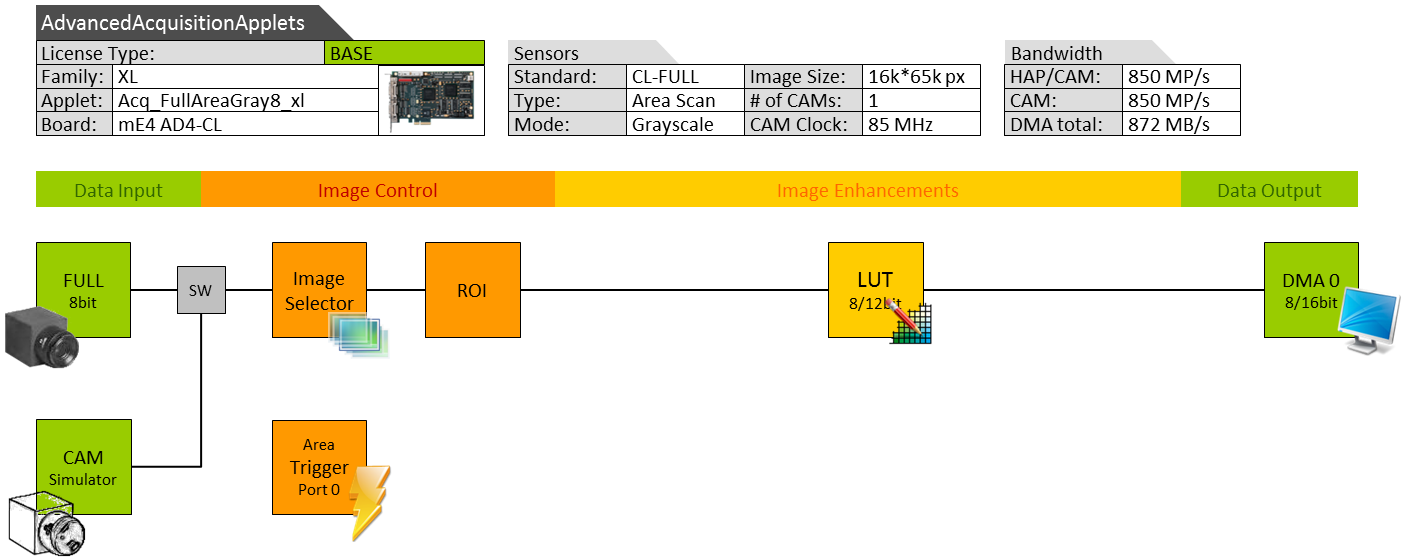 AdvancedAcquisitionApplets
License Type: BASE
Family: XL
Applet: Acq_FullAreaGray8_xl
Board: mE4 AD4-CL
Sensors
Standard: CL-FULL Image Size: 16k*65k px
Type: Area Scan # of CAMs: 1
Mode: Grayscale CAM Clock: 85 MHz
Bandwidth
HAP/CAM: 850 MP/s
CAM: 850 MP/s
DMA total: 872 MB/s
Data Input Image Control Image Enhancements Data Output
FULL
8bit
SW
Image
Selector
ROI
LUT
8/12bit
DMA 0
8/16bit
CAM
Simulator
Area
Trigger
Port 0